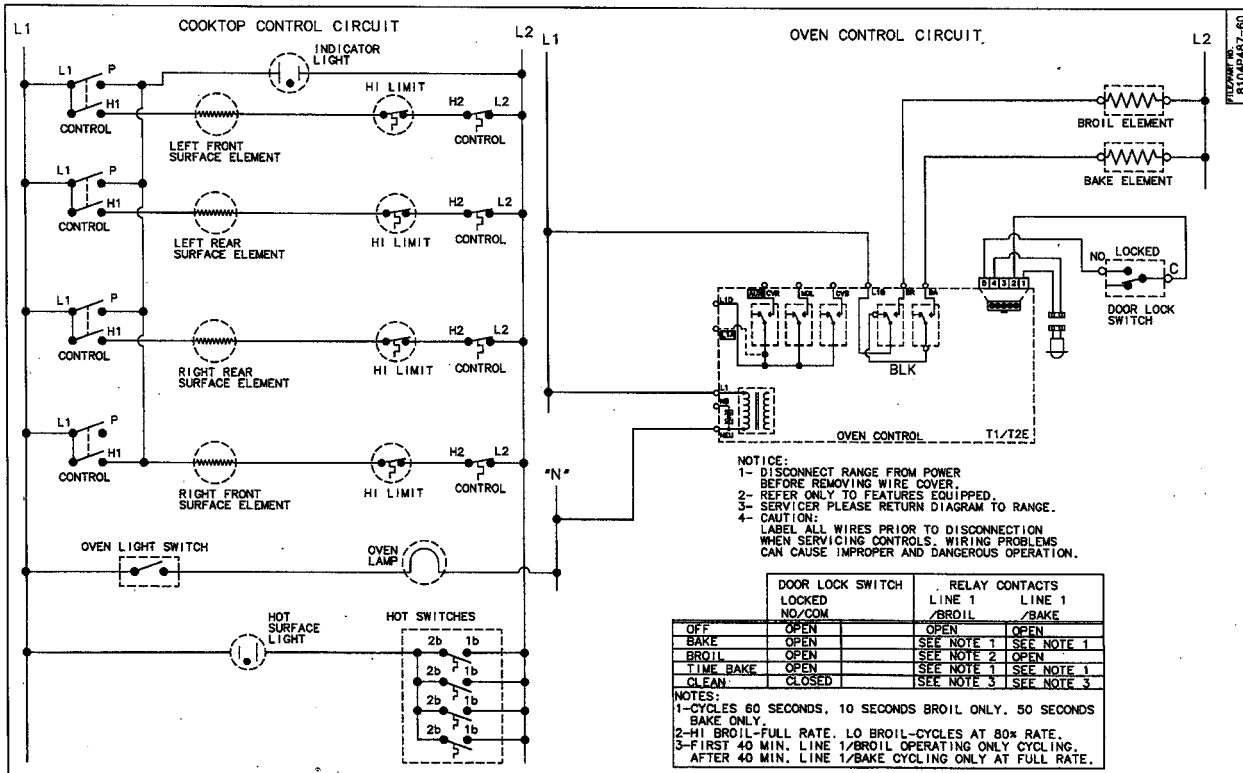 COOKTOP CONTROL CIRCUIT
OVEN CONTROL CIRCUIT
L1
L2
L1
L2
8104P487-60
INDICATOR
LIGHT
L1
P
H1
CONTROL
HI LIMIT
H2
L2
CONTROL
LEFT FRONT
SURFACE ELEMENT
L1
P
H1
CONTROL
HI LIMIT
H2
L2
CONTROL
LEFT REAR
SURFACE ELEMENT
L1
P
H1
CONTROL
HI LIMIT
H2
L2
CONTROL
RIGHT REAR
SURFACE ELEMENT
L1
P
H1
CONTROL
HI LIMIT
H2
L2
CONTROL
RIGHT FRONT
SURFACE ELEMENT
"N"
OVEN LIGHT SWITCH
OVEN
LAMP
HOT
SURFACE
LIGHT
HOT SWITCHES
2b 1b
2b 1b
2b 1b
2b 1b
BROIL ELEMENT
BAKE ELEMENT
NO
LOCKED
C
DOOR LOCK
SWITCH
5 4 3 2 1
CVR
BR
BA
BLK
L1
OVEN CONTROL
T1/T2E
NOTICE:
1- DISCONNECT RANGE FROM POWER
BEFORE REMOVING WIRE COVER.
2- REFER ONLY TO FEATURES EQUIPPED.
3- SERVICER PLEASE RETURN DIAGRAM TO RANGE.
4- CAUTION:
LABEL ALL WIRES PRIOR TO DISCONNECTION
WHEN SERVICING CONTROLS. WIRING PROBLEMS
CAN CAUSE IMPROPER AND DANGEROUS OPERATION.
DOOR LOCK SWITCH RELAY CONTACTS
LOCKED LINE 1 LINE 1
NO/COM /BROIL /BAKE
OFF OPEN OPEN OPEN
BAKE OPEN SEE NOTE 1 SEE NOTE 1
BROIL OPEN SEE NOTE 2 OPEN
TIME BAKE OPEN SEE NOTE 1 SEE NOTE 1
CLEAN CLOSED SEE NOTE 3 SEE NOTE 3
NOTES:
1-CYCLES 60 SECONDS. 10 SECONDS BROIL ONLY. 50 SECONDS
BAKE ONLY.
2-HI BROIL-FULL RATE. LO BROIL-CYCLES AT 80% RATE.
3-FIRST 40 MIN. LINE 1/BROIL OPERATING ONLY CYCLING.
AFTER 40 MIN. LINE 1/BAKE CYCLING ONLY AT FULL RATE.